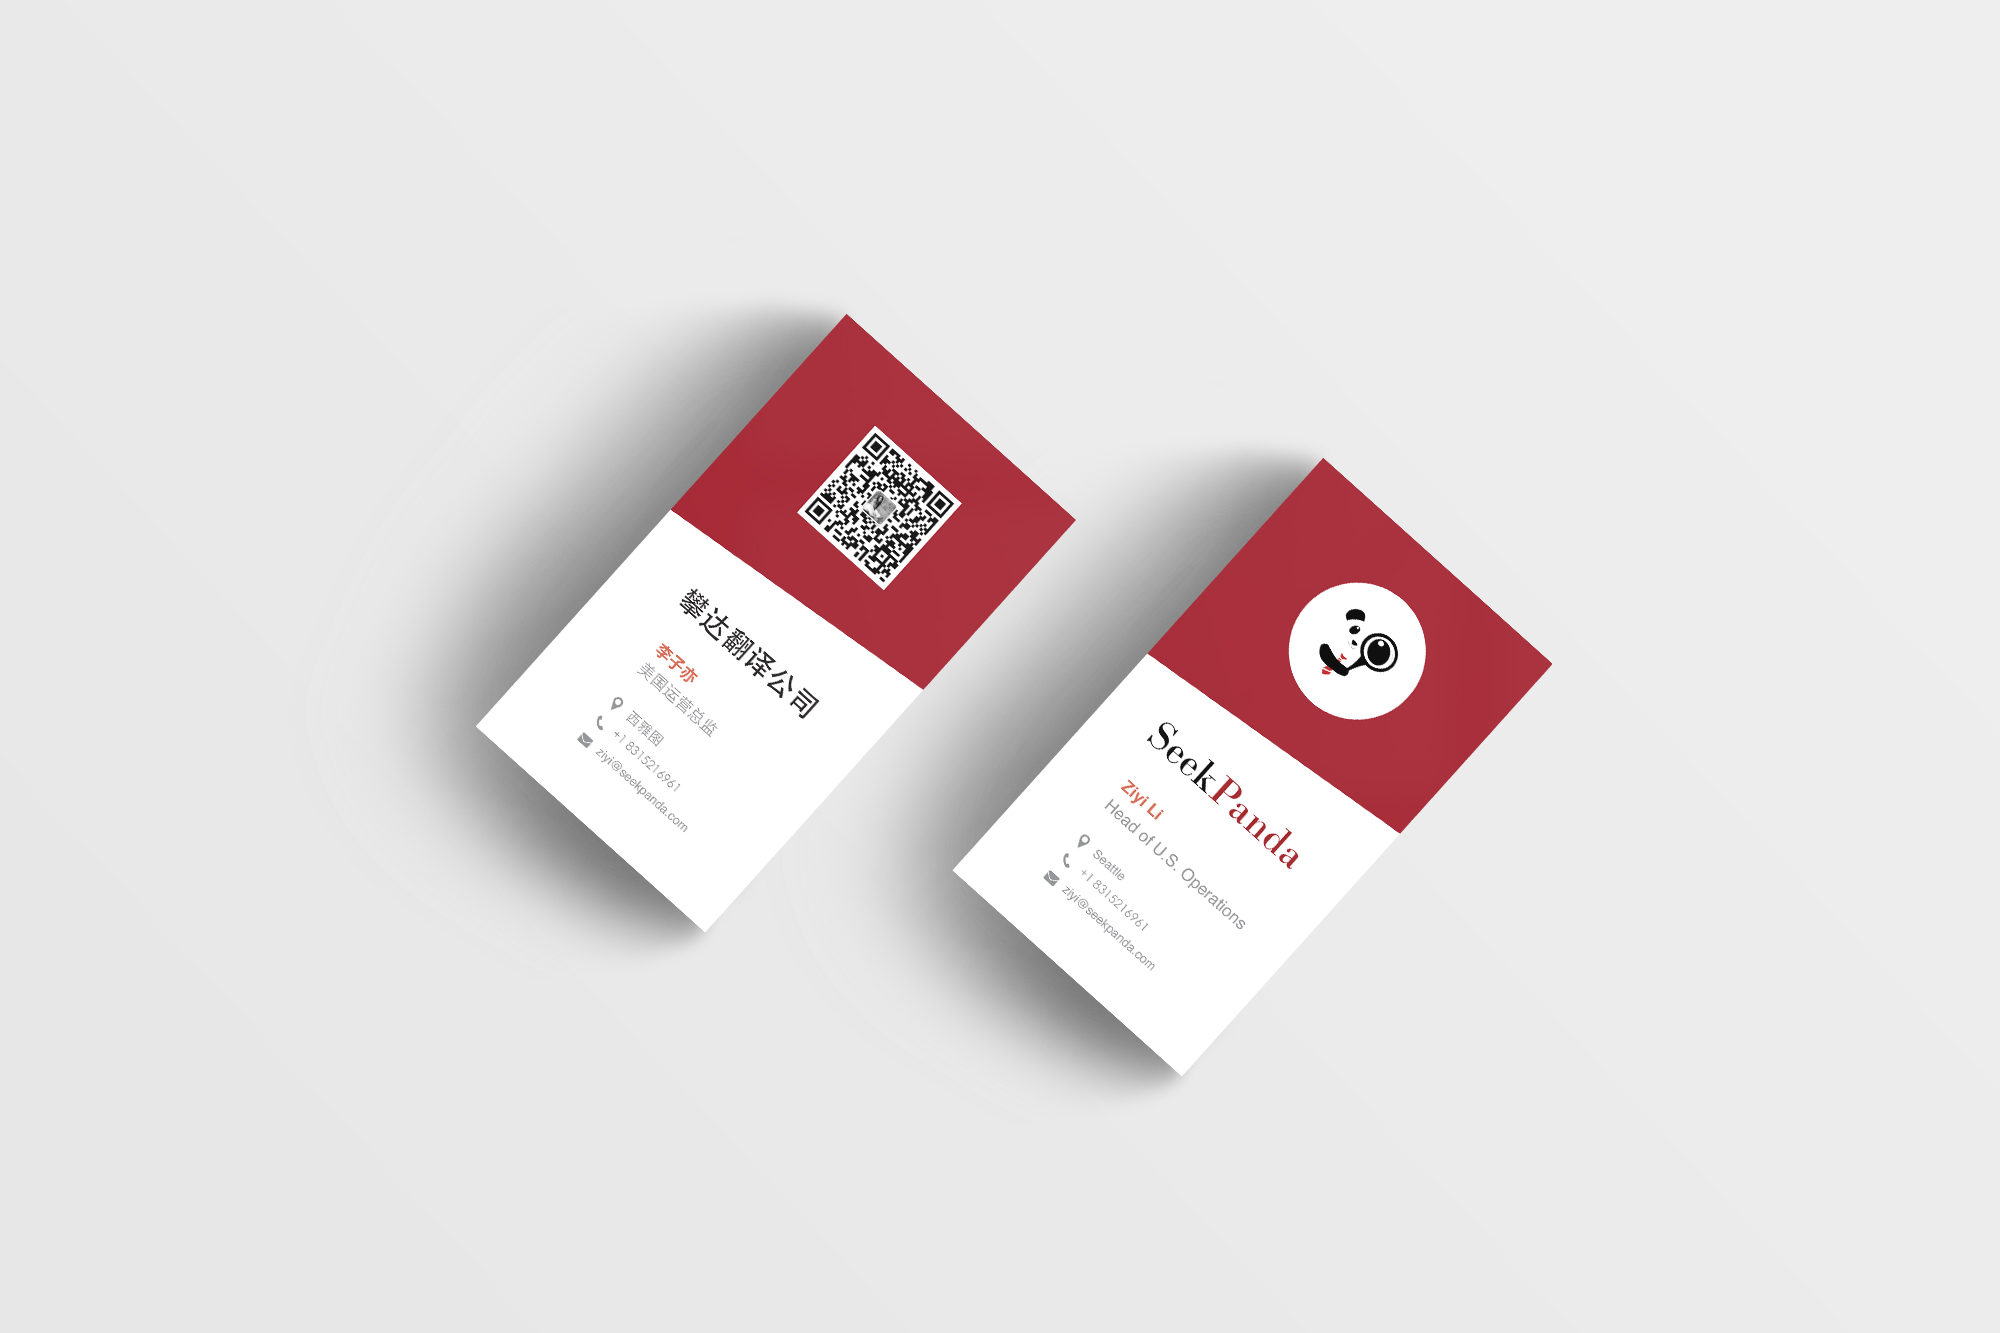 攀达翻译公司
李子亦
美国运营总监
西雅图
+1 8315216961
ziyi@seekpanda.com
SeekPanda
Ziyi Li
Head of U.S. Operations
Seattle
+1 8315216961
ziyi@seekpanda.com